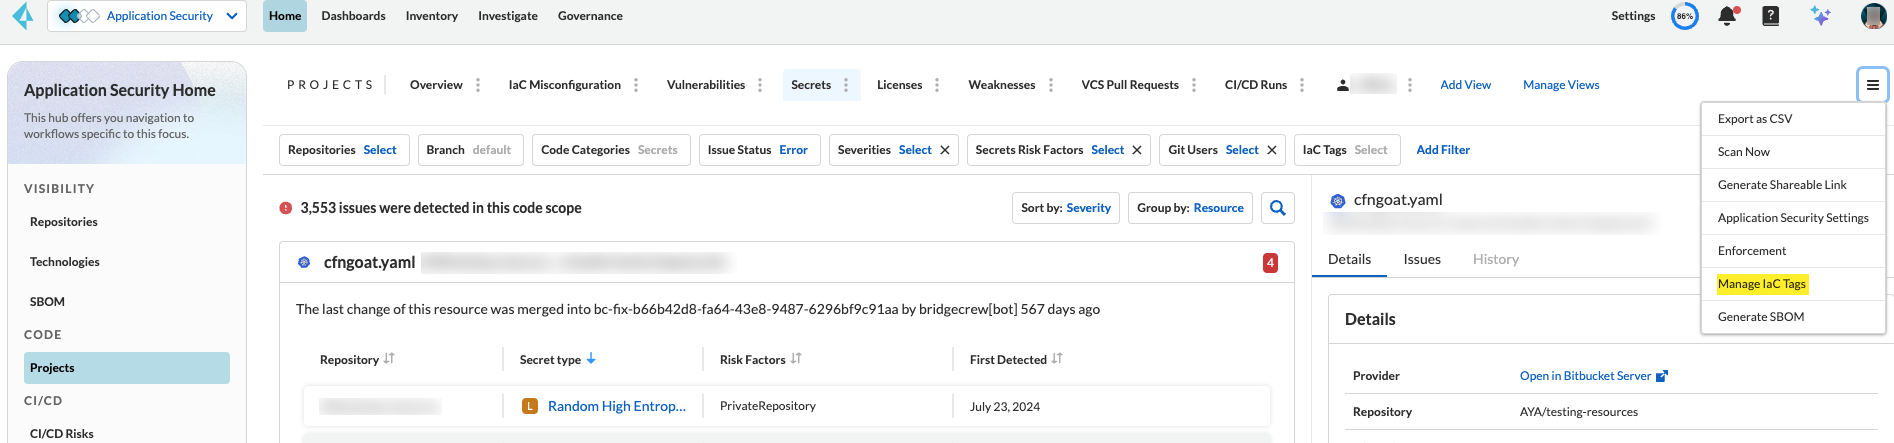 Application Security
Home
Dashboards
Inventory
Investigate
Governance
Settings
86%
?
Application Security Home
This hub offers you navigation to
workflows specific to this focus.
VISIBILITY
Repositories
Technologies
SBOM
CODE
Projects
CI/CD
CI/CD Risks
PROJECTS
Overview
IaC Misconfiguration
Vulnerabilities
Secrets
Licenses
Weaknesses
VCS Pull Requests
CI/CD Runs
Add View
Manage Views
Repositories Select
Branch default
Code Categories Secrets
Issue Status Error
Severities Select
Secrets Risk Factors Select
Git Users Select
IaC Tags Select
Add Filter
3,553 issues were detected in this code scope
Sort by: Severity
Group by: Resource
cfngoat.yaml
4
The last change of this resource was merged into bc-fix-b66b42d8-fa64-43e8-9487-6296bf9c91aa by bridgecrew[bot] 567 days ago
Repository
Secret type
Risk Factors
First Detected
L
Random High Entrop...
PrivateRepository
July 23, 2024
cfngoat.yaml
Details
Issues
History
Details
Provider
Open in Bitbucket Server
Repository
AYA/testing-resources
Export as CSV
Scan Now
Generate Shareable Link
Application Security Settings
Enforcement
Manage IaC Tags
Generate SBOM